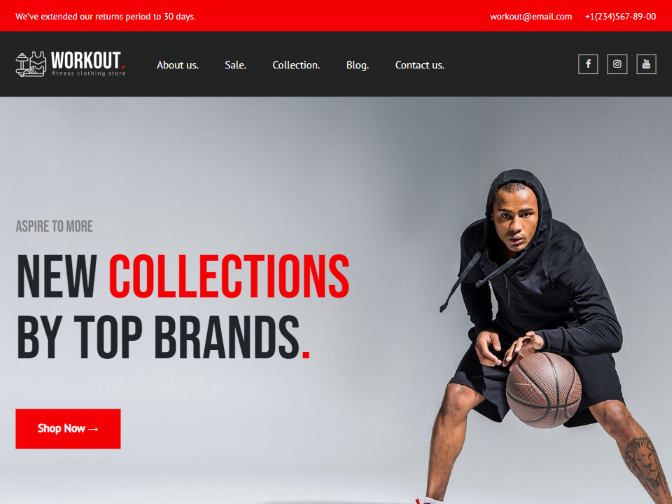 We've extended our returns period to 30 days.
workout@email.com +1(234)567-89-00
WORKOUT.
fitness clothing store
About us. Sale. Collection. Blog. Contact us.
ASPIRE TO MORE
NEW COLLECTIONS
BY TOP BRANDS.
Shop Now →